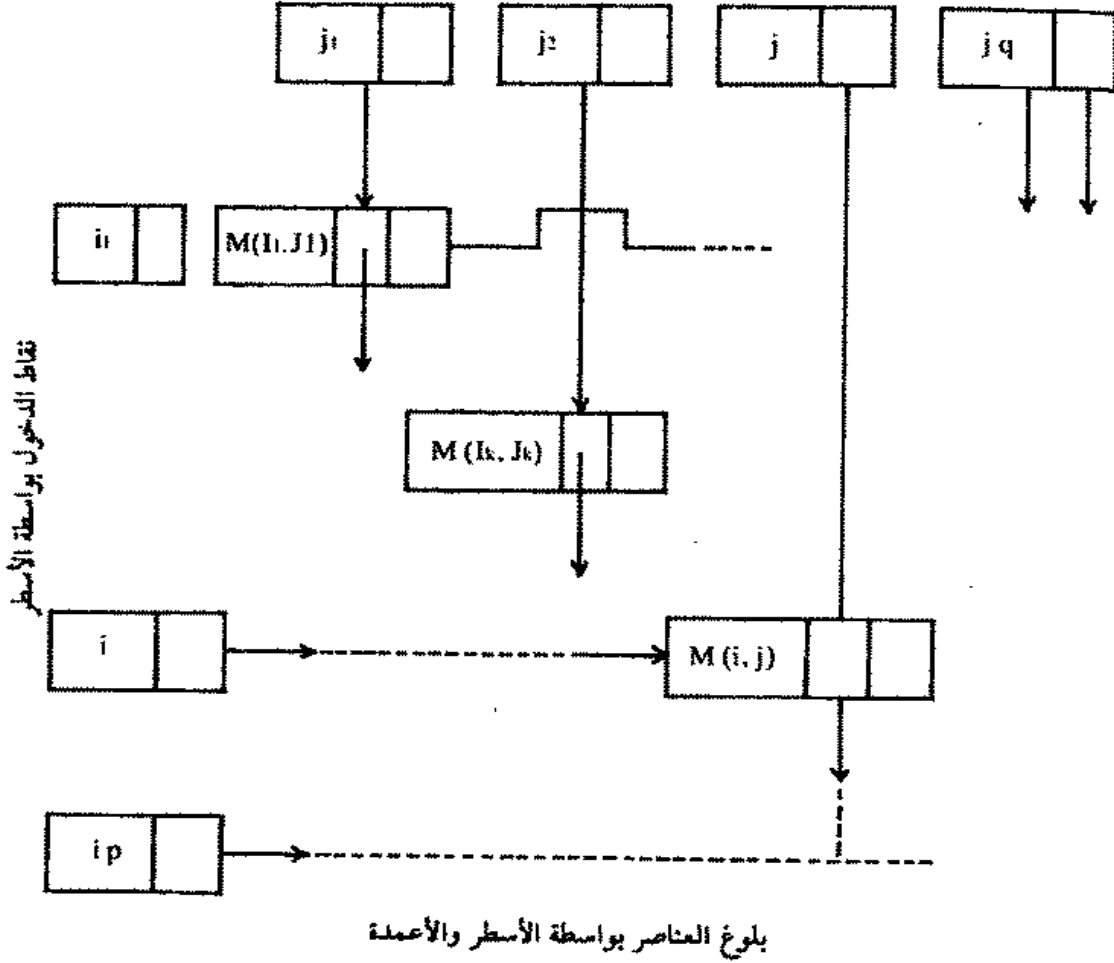 j1 j2 j j q
i1 M(I1.J1)
M (Ik, Jk)
نقاط الدخول بواسطة الأسطر
i M (i, j)
i p
بلوغ العناصر بواسطة الأسطر والأعمدة